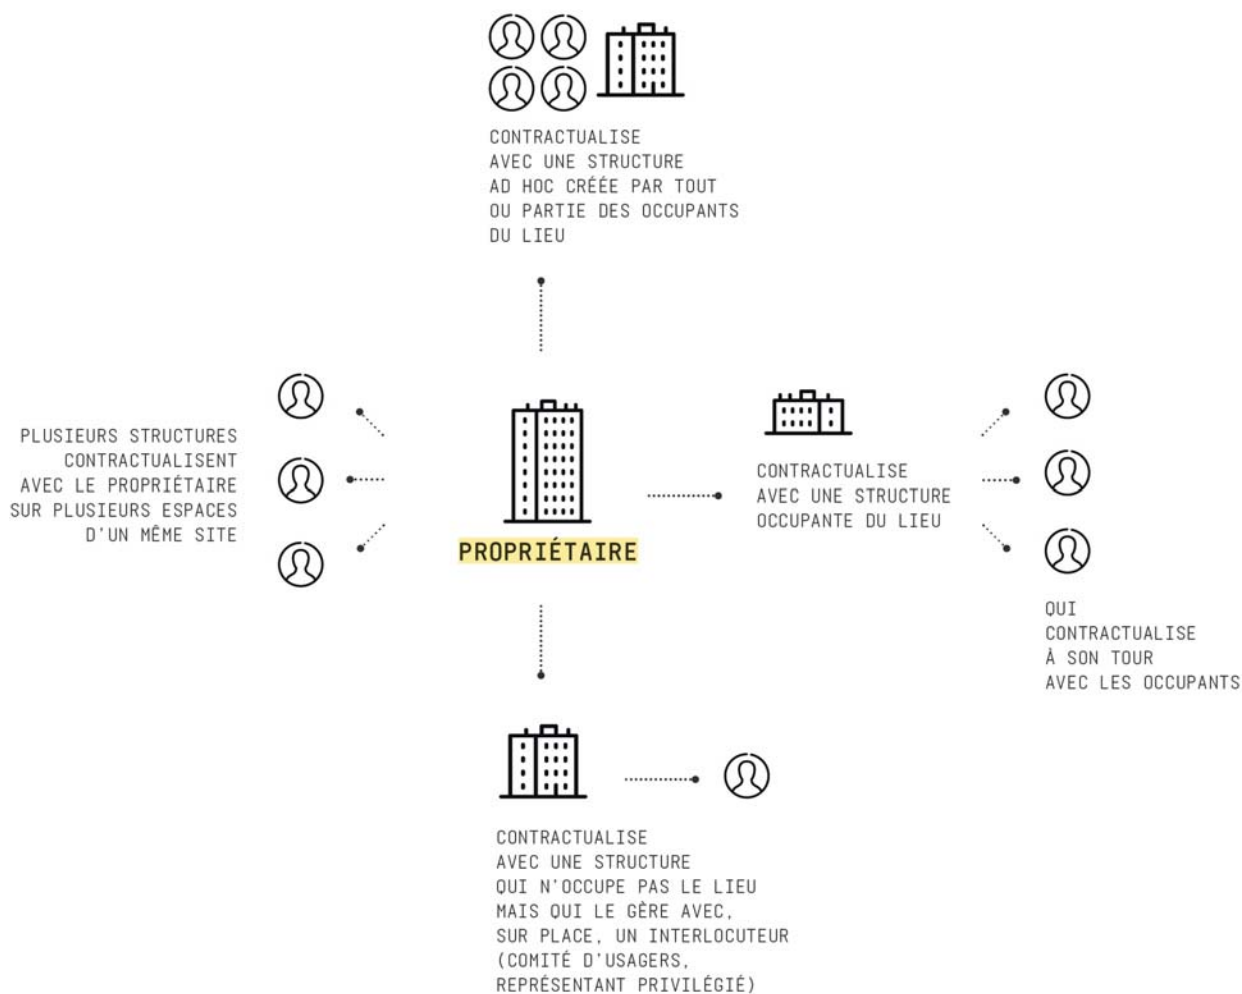 CONTRACTUALISE
AVEC UNE STRUCTURE
AD HOC CRÉÉE PAR TOUT
OU PARTIE DES OCCUPANTS
DU LIEU
PLUSIEURS STRUCTURES
CONTRACTUALISENT
AVEC LE PROPRIÉTAIRE
SUR PLUSIEURS ESPACES
D'UN MÊME SITE
PROPRIÉTAIRE
CONTRACTUALISE
AVEC UNE STRUCTURE
OCCUPANTE DU LIEU
QUI
CONTRACTUALISE
À SON TOUR
AVEC LES OCCUPANTS
CONTRACTUALISE
AVEC UNE STRUCTURE
QUI N'OCCUPE PAS LE LIEU
MAIS QUI LE GÈRE AVEC,
SUR PLACE, UN INTERLOCUTEUR
(COMITÉ D'USAGERS,
REPRÉSENTANT PRIVILÉGIÉ)